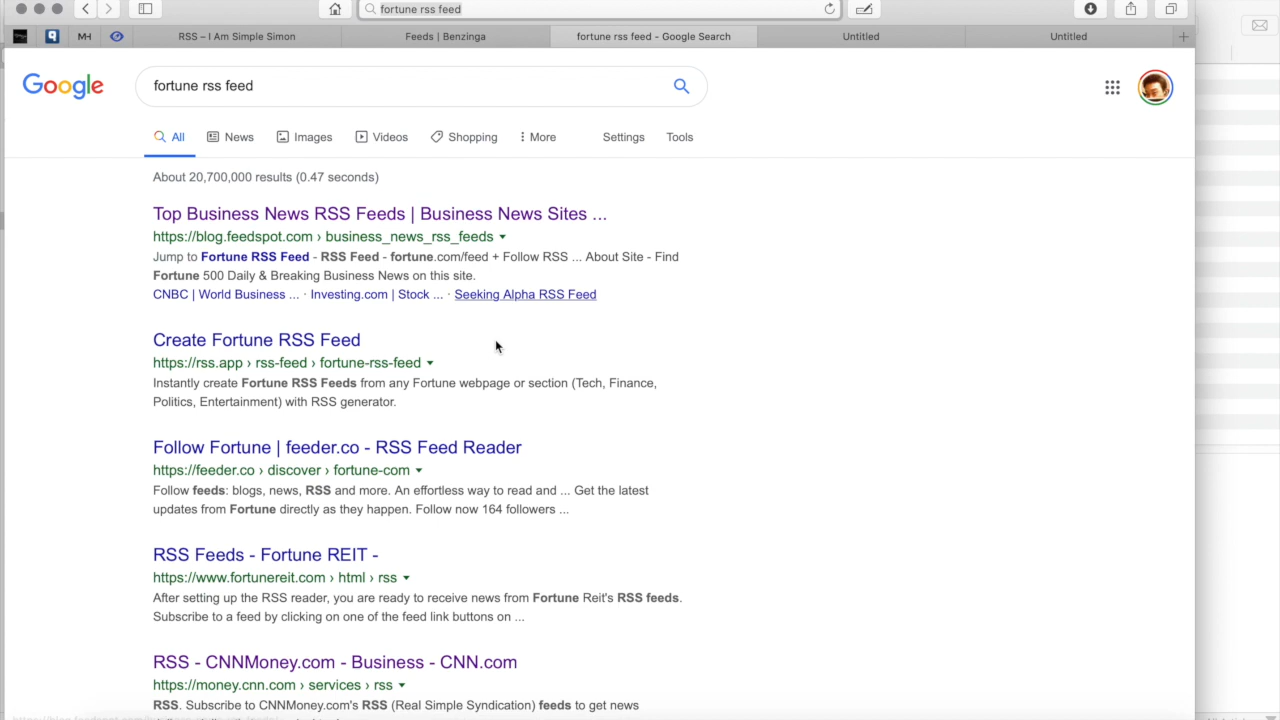 fortune rss feed
MH
RSS – I Am Simple Simon
Feeds | Benzinga
fortune rss feed - Google Search
Untitled
Untitled
Google
fortune rss feed
All
News
Images
Videos
Shopping
More
Settings
Tools
About 20,700,000 results (0.47 seconds)
Top Business News RSS Feeds | Business News Sites ...
https://blog.feedspot.com › business_news_rss_feeds
Jump to Fortune RSS Feed - RSS Feed - fortune.com/feed + Follow RSS ... About Site - Find
Fortune 500 Daily & Breaking Business News on this site.
CNBC | World Business ... · Investing.com | Stock ... · Seeking Alpha RSS Feed
Create Fortune RSS Feed
https://rss.app › rss-feed › fortune-rss-feed
Instantly create Fortune RSS Feeds from any Fortune webpage or section (Tech, Finance,
Politics, Entertainment) with RSS generator.
Follow Fortune | feeder.co - RSS Feed Reader
https://feeder.co › discover › fortune-com
Follow feeds: blogs, news, RSS and more. An effortless way to read and ... Get the latest
updates from Fortune directly as they happen. Follow now 164 followers ...
RSS Feeds - Fortune REIT -
https://www.fortunereit.com › html › rss
After setting up the RSS reader, you are ready to receive news from Fortune Reit's RSS feeds.
Subscribe to a feed by clicking on one of the feed link buttons on ...
RSS - CNNMoney.com - Business - CNN.com
https://money.cnn.com › services › rss
RSS. Subscribe to CNNMoney.com's RSS (Real Simple Syndication) feeds to get news